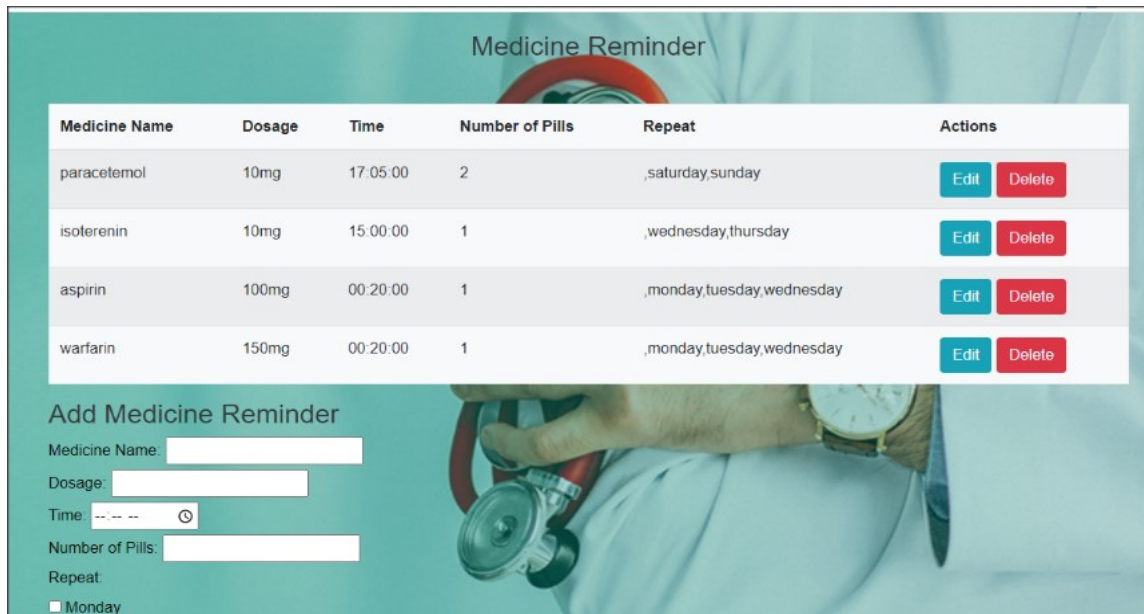 Medicine Reminder
Medicine Name Dosage Time Number of Pills Repeat Actions
paracetemol 10mg 17:05:00 2 ,saturday,sunday Edit Delete
isoterenin 10mg 15:00:00 1 ,wednesday,thursday Edit Delete
aspirin 100mg 00:20:00 1 ,monday,tuesday,wednesday Edit Delete
warfarin 150mg 00:20:00 1 ,monday,tuesday,wednesday Edit Delete
Add Medicine Reminder
Medicine Name:
Dosage:
Time: --:-- --
Number of Pills:
Repeat:
Monday